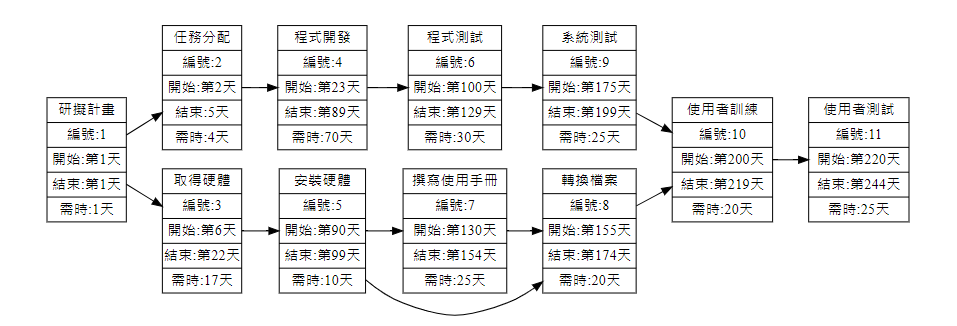 研擬計畫
編號:1
開始:第1天
結束:第1天
需時:1天
任務分配
編號:2
開始:第2天
結束:5天
需時:4天
程式開發
編號:4
開始:第23天
結束:第89天
需時:70天
程式測試
編號:6
開始:第100天
結束:第129天
需時:30天
系統測試
編號:9
開始:第175天
結束:第199天
需時:25天
取得硬體
編號:3
開始:第6天
結束:第22天
需時:17天
安裝硬體
編號:5
開始:第90天
結束:第99天
需時:10天
撰寫使用手冊
編號:7
開始:第130天
結束:第154天
需時:25天
轉換檔案
編號:8
開始:第155天
結束:第174天
需時:20天
使用者訓練
編號:10
開始:第200天
結束:第219天
需時:20天
使用者測試
編號:11
開始:第220天
結束:第244天
需時:25天